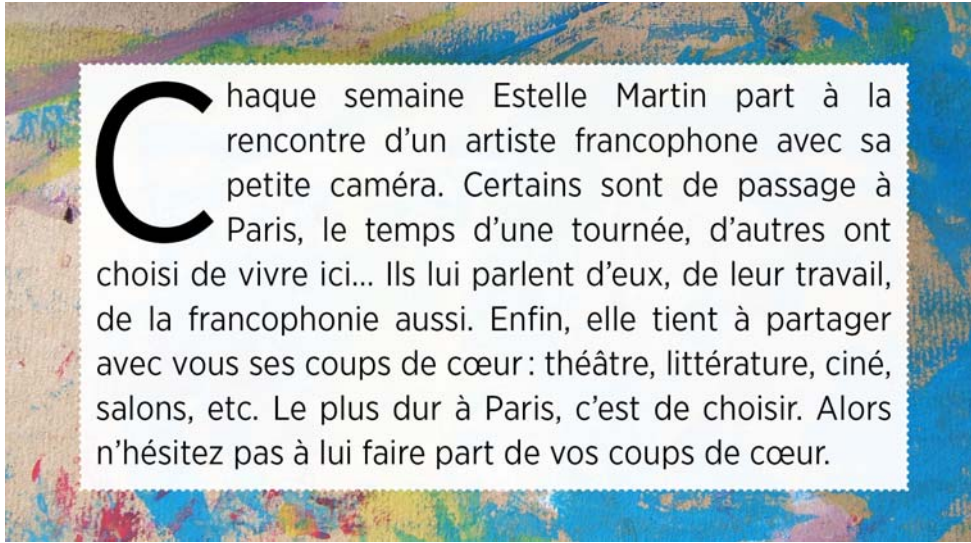 Chaque semaine Estelle Martin part à la
rencontre d’un artiste francophone avec sa
petite caméra. Certains sont de passage à
Paris, le temps d’une tournée, d’autres ont
choisi de vivre ici... Ils lui parlent d’eux, de leur travail,
de la francophonie aussi. Enfin, elle tient à partager
avec vous ses coups de cœur : théâtre, littérature, ciné,
salons, etc. Le plus dur à Paris, c’est de choisir. Alors
n’hésitez pas à lui faire part de vos coups de cœur.